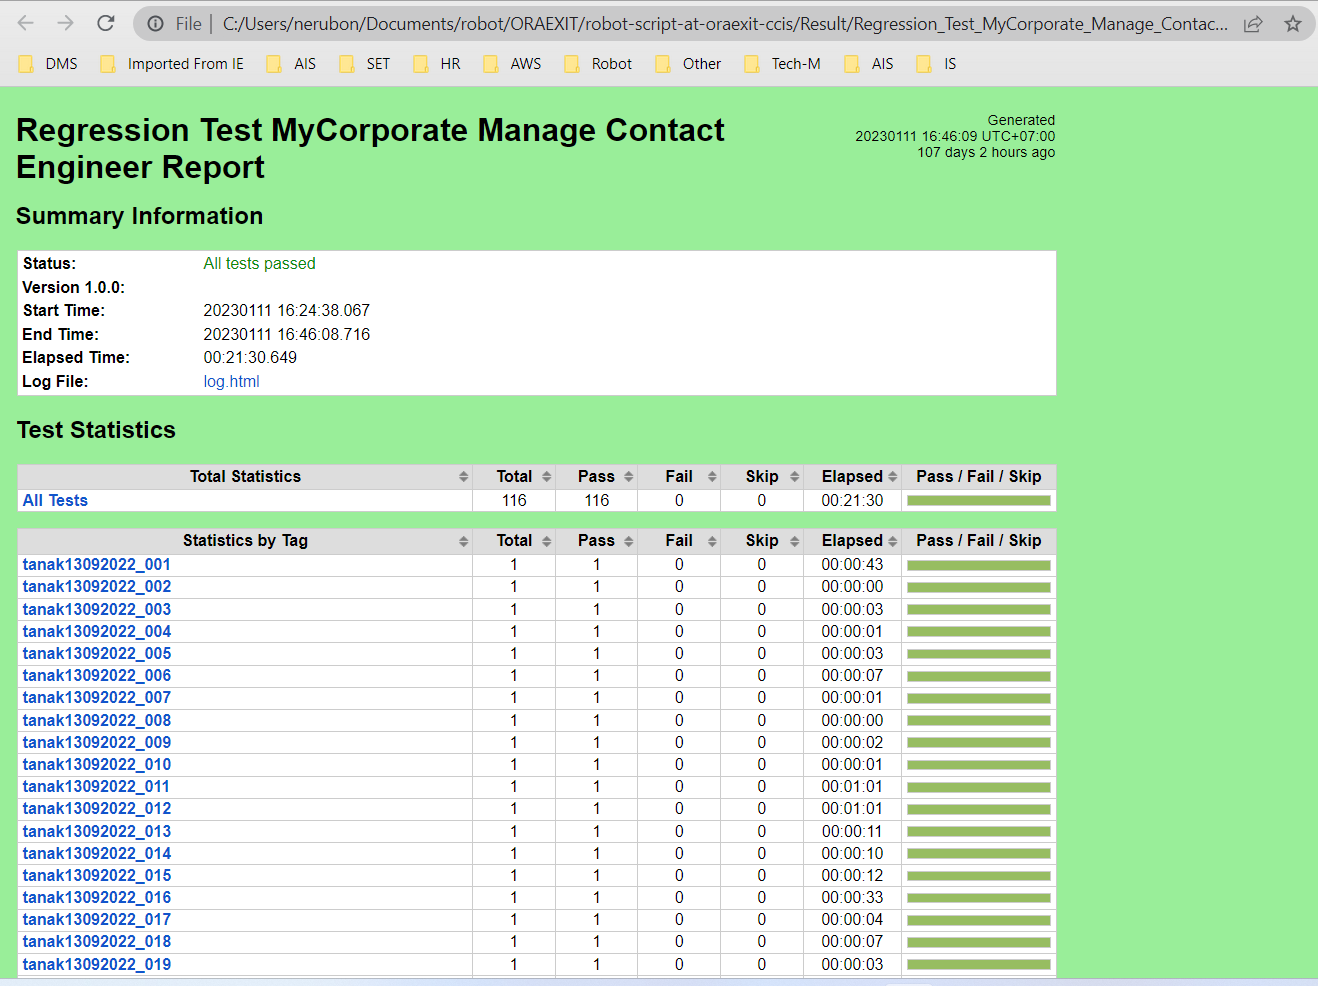 File | C:/Users/nerubon/Documents/robot/ORAEXIT/robot-script-at-oraexit-ccis/Result/Regression_Test_MyCorporate_Manage_Contac...
DMS Imported From IE AIS SET HR AWS Robot Other Tech-M AIS IS
Regression Test MyCorporate Manage Contact
Engineer Report
Generated
20230111 16:46:09 UTC+07:00
107 days 2 hours ago
Summary Information
Status: All tests passed
Version 1.0.0:
Start Time: 20230111 16:24:38.067
End Time: 20230111 16:46:08.716
Elapsed Time: 00:21:30.649
Log File: log.html
Test Statistics
Total Statistics Total Pass Fail Skip Elapsed Pass / Fail / Skip
All Tests 116 116 0 0 00:21:30
Statistics by Tag Total Pass Fail Skip Elapsed Pass / Fail / Skip
tanak13092022_001 1 1 0 0 00:00:43
tanak13092022_002 1 1 0 0 00:00:00
tanak13092022_003 1 1 0 0 00:00:03
tanak13092022_004 1 1 0 0 00:00:01
tanak13092022_005 1 1 0 0 00:00:03
tanak13092022_006 1 1 0 0 00:00:07
tanak13092022_007 1 1 0 0 00:00:01
tanak13092022_008 1 1 0 0 00:00:00
tanak13092022_009 1 1 0 0 00:00:02
tanak13092022_010 1 1 0 0 00:00:01
tanak13092022_011 1 1 0 0 00:01:01
tanak13092022_012 1 1 0 0 00:01:01
tanak13092022_013 1 1 0 0 00:00:11
tanak13092022_014 1 1 0 0 00:00:10
tanak13092022_015 1 1 0 0 00:00:12
tanak13092022_016 1 1 0 0 00:00:33
tanak13092022_017 1 1 0 0 00:00:04
tanak13092022_018 1 1 0 0 00:00:07
tanak13092022_019 1 1 0 0 00:00:03